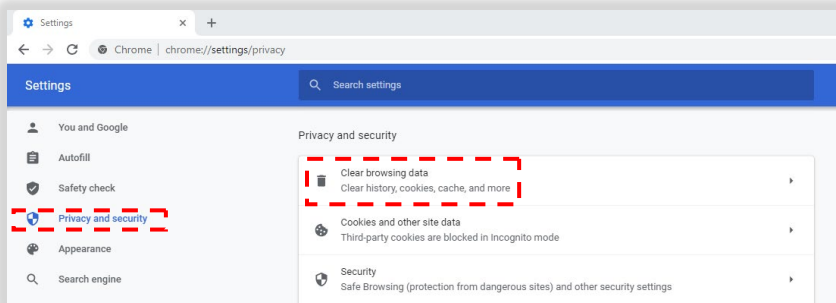 Settings
Chrome | chrome://settings/privacy
Settings
Search settings
You and Google
Autofill
Safety check
Privacy and security
Appearance
Search engine
Privacy and security
Clear browsing data
Clear history, cookies, cache, and more
Cookies and other site data
Third-party cookies are blocked in Incognito mode
Security
Safe Browsing (protection from dangerous sites) and other security settings